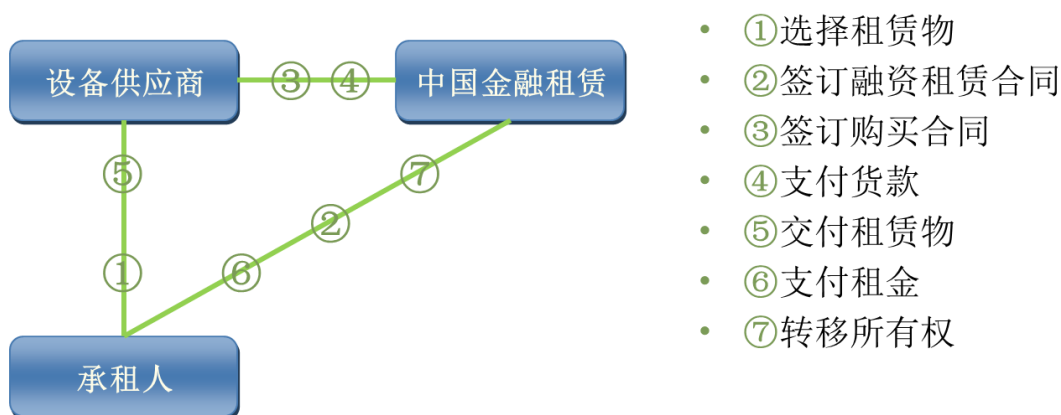 设备供应商
③
④
中国金融租赁
⑤
⑦
②
①
⑥
承租人
①选择租赁物
②签订融资租赁合同
③签订购买合同
④支付货款
⑤交付租赁物
⑥支付租金
⑦转移所有权